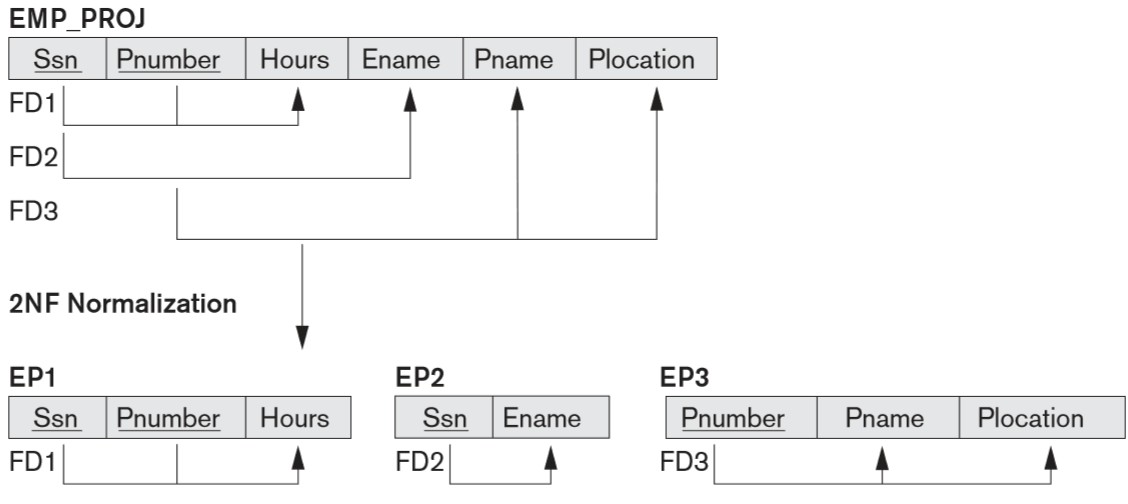 EMP_PROJ
Ssn Pnumber Hours Ename Pname Plocation
FD1
FD2
FD3
2NF Normalization
EP1 EP2 EP3
Ssn Pnumber Hours Ssn Ename Pnumber Pname Plocation
FD1 FD2 FD3